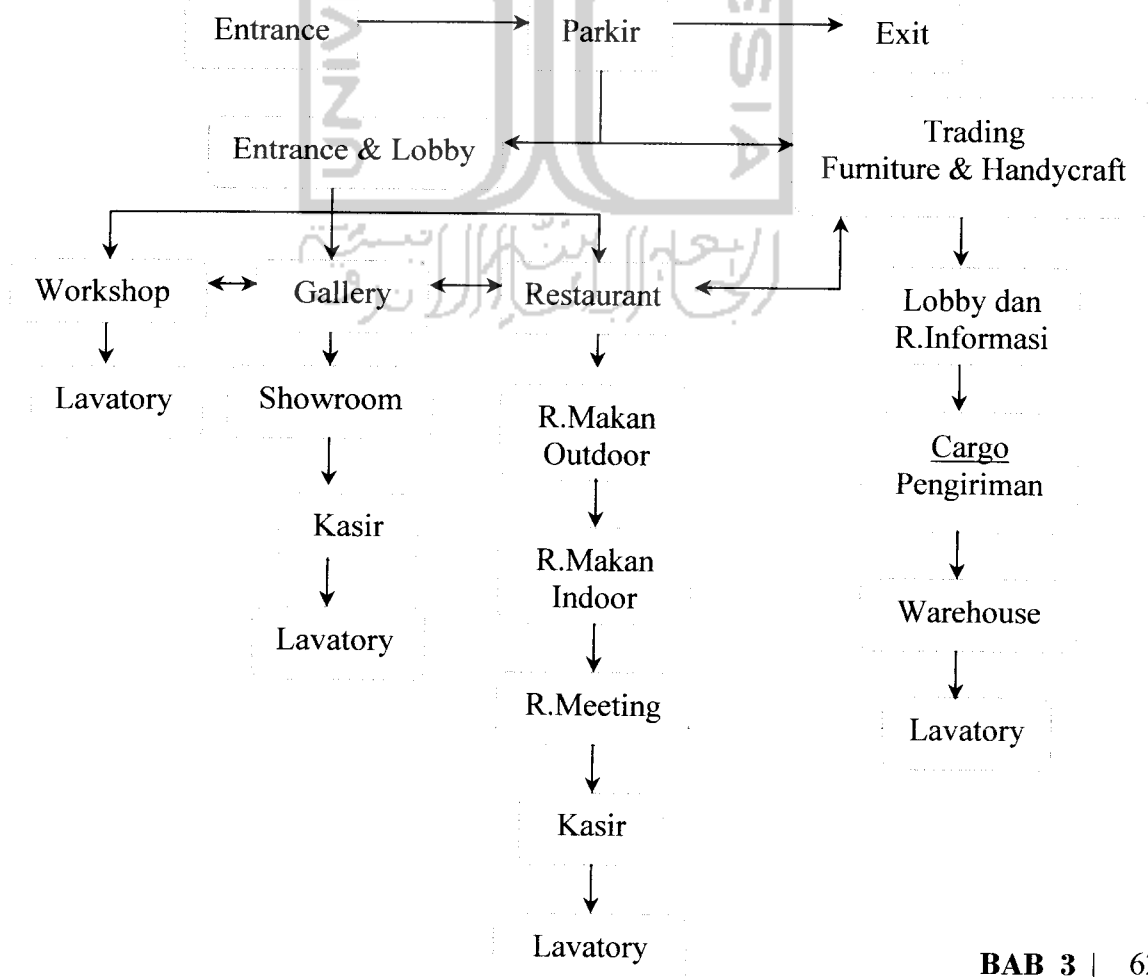 Entrance
Parkir
Exit
Entrance & Lobby
Trading
Furniture & Handycraft
Workshop
Gallery
Restaurant
Lobby dan
R.Informasi
Lavatory
Showroom
R.Makan
Outdoor
Cargo
Pengiriman
Kasir
R.Makan
Indoor
Warehouse
Lavatory
R.Meeting
Lavatory
Kasir
Lavatory
BAB 3 |